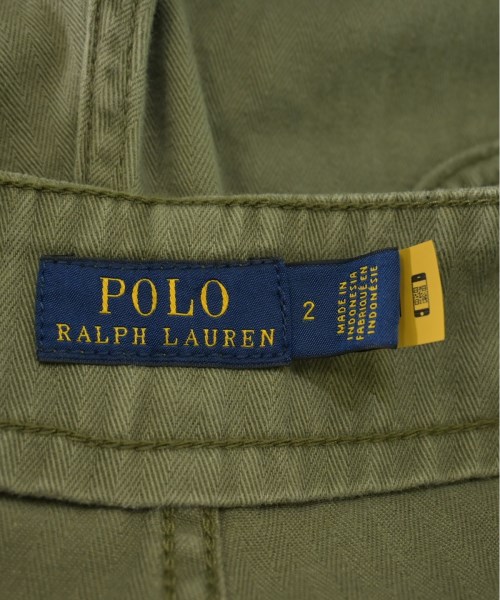 POLO
RALPH LAUREN
2
MADE IN
INDONESIA
FABRIQUÉ EN
INDONÉSIE